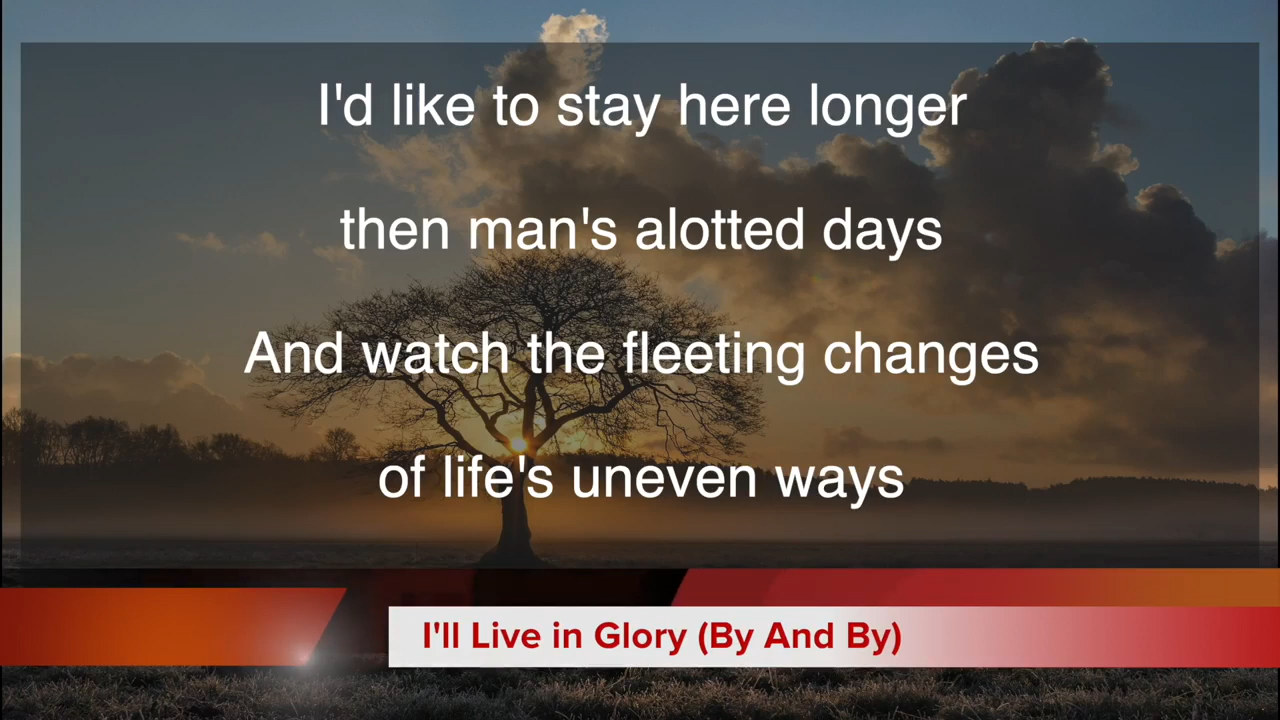 I'd like to stay here longer
then man's alotted days
And watch the fleeting changes
of life's uneven ways
I'll Live in Glory (By And By)